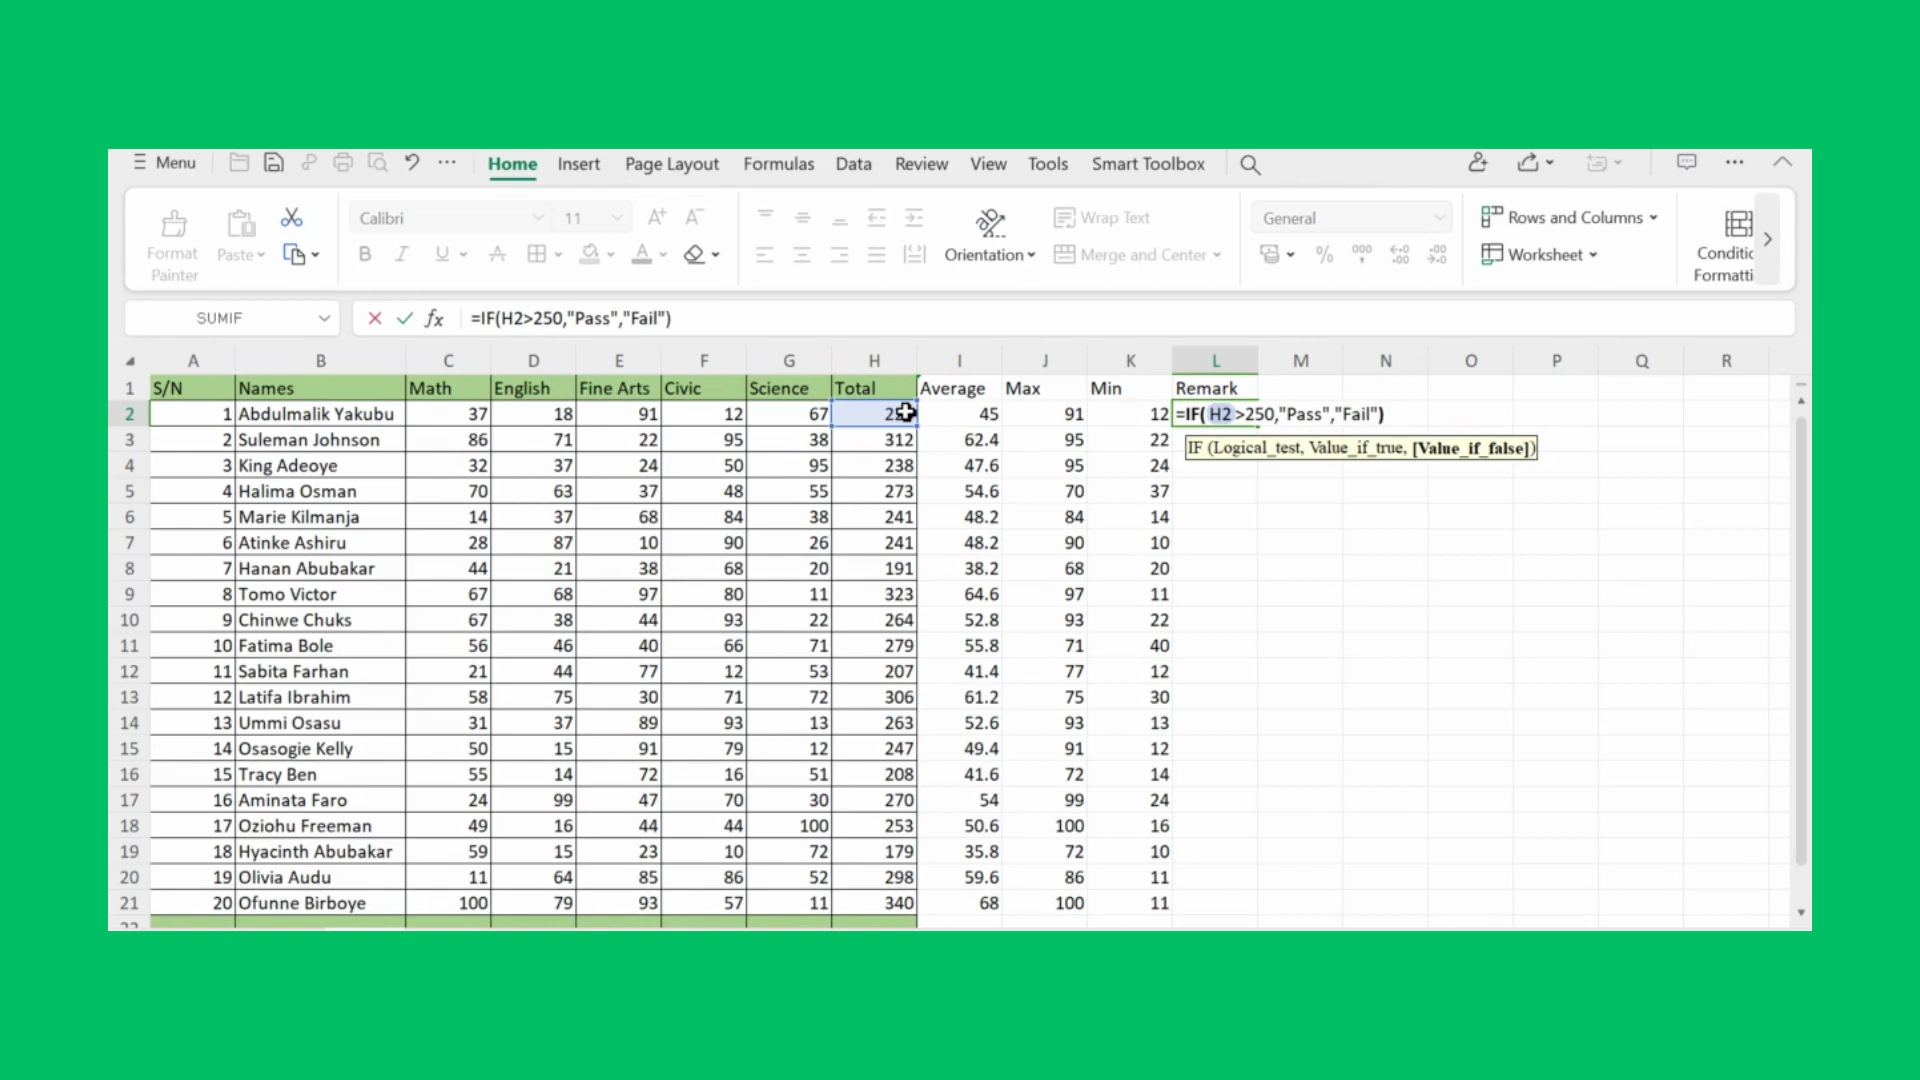 Menu Home Insert Page Layout Formulas Data Review View Tools Smart Toolbox
Calibri 11 Wrap Text General Rows and Columns
Format Painter Paste Orientation Merge and Center Worksheet
SUMIF =IF(H2>250,"Pass","Fail")
A B C D E F G H I J K L M N O P Q R
1 S/N Names Math English Fine Arts Civic Science Total Average Max Min Remark
2 1 Abdulmalik Yakubu 37 18 91 12 67 45 91 12 =IF( H2 >250,"Pass","Fail")
IF (Logical_test, Value_if_true, [Value_if_false])
3 2 Suleman Johnson 86 71 22 95 38 312 62.4 95 22
4 3 King Adeoye 32 37 24 50 95 238 47.6 95 24
5 4 Halima Osman 70 63 37 48 55 273 54.6 70 37
6 5 Marie Kilmanja 14 37 68 84 38 241 48.2 84 14
7 6 Atinke Ashiru 28 87 10 90 26 241 48.2 90 10
8 7 Hanan Abubakar 44 21 38 68 20 191 38.2 68 20
9 8 Tomo Victor 67 68 97 80 11 323 64.6 97 11
10 9 Chinwe Chuks 67 38 44 93 22 264 52.8 93 22
11 10 Fatima Bole 56 46 40 66 71 279 55.8 71 40
12 11 Sabita Farhan 21 44 77 12 53 207 41.4 77 12
13 12 Latifa Ibrahim 58 75 30 71 72 306 61.2 75 30
14 13 Ummi Osasu 31 37 89 93 13 263 52.6 93 13
15 14 Osasogie Kelly 50 15 91 79 12 247 49.4 91 12
16 15 Tracy Ben 55 14 72 16 51 208 41.6 72 14
17 16 Aminata Faro 24 99 47 70 30 270 54 99 24
18 17 Oziohu Freeman 49 16 44 44 100 253 50.6 100 16
19 18 Hyacinth Abubakar 59 15 23 10 72 179 35.8 72 10
20 19 Olivia Audu 11 64 85 86 52 298 59.6 86 11
21 20 Ofunne Birboye 100 79 93 57 11 340 68 100 11